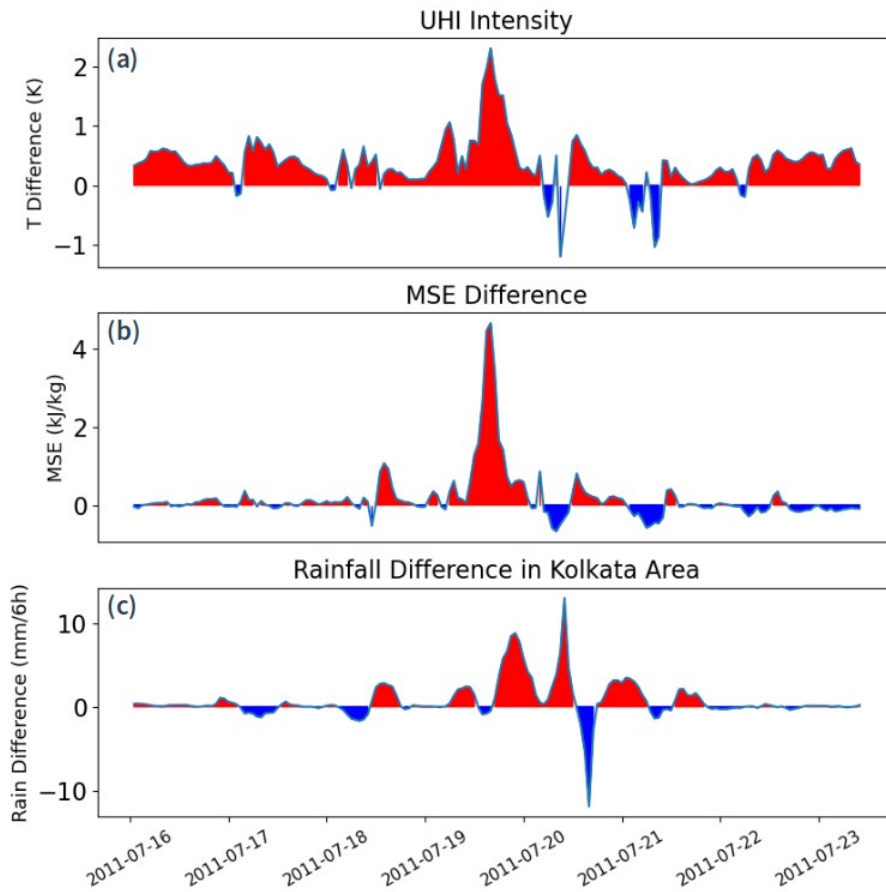 UHI Intensity
(a)
T Difference (K)
2
1
0
−1
MSE Difference
(b)
MSE (kJ/kg)
4
2
0
Rainfall Difference in Kolkata Area
(c)
Rain Difference (mm/6h)
10
0
−10
2011-07-16
2011-07-17
2011-07-18
2011-07-19
2011-07-20
2011-07-21
2011-07-22
2011-07-23